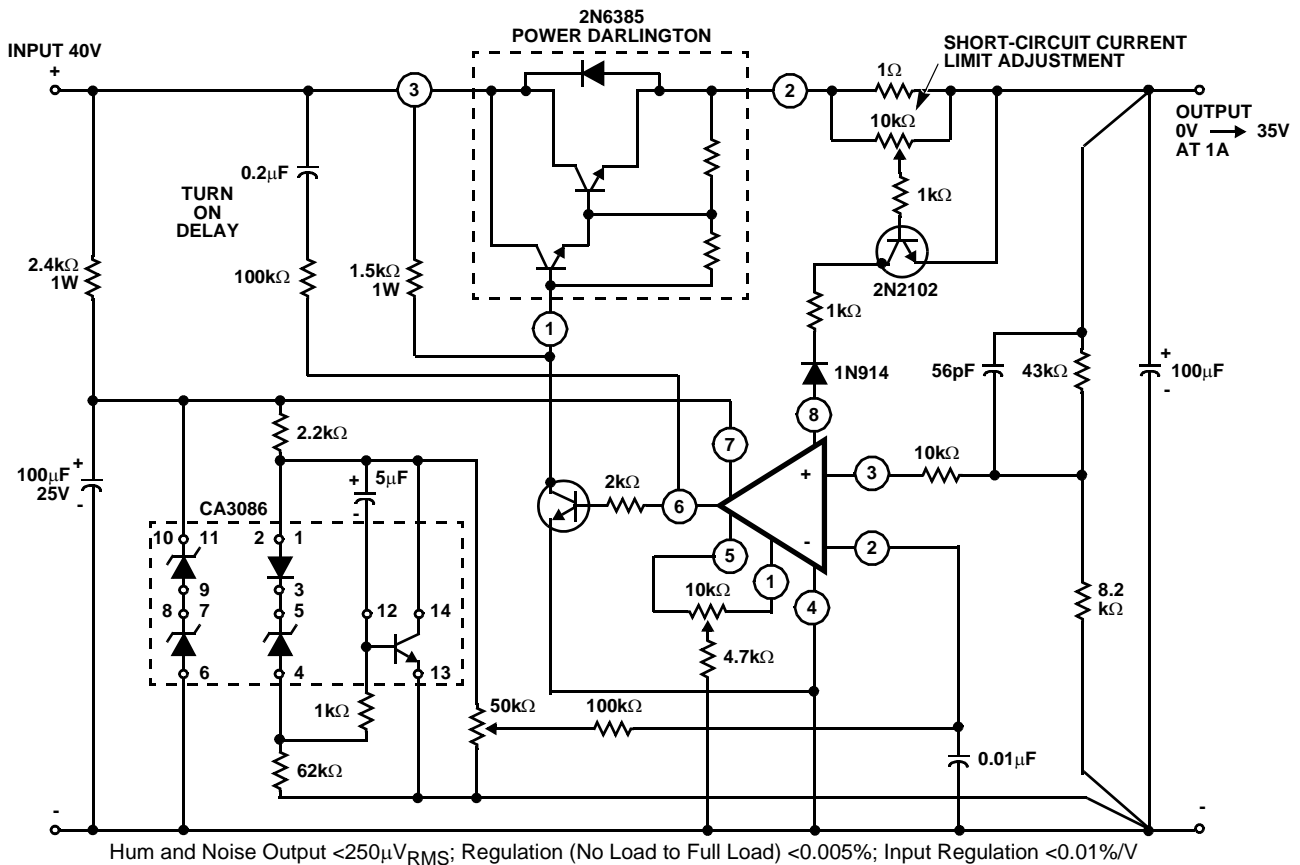 2N6385
POWER DARLINGTON
INPUT 40V
+
SHORT-CIRCUIT CURRENT
LIMIT ADJUSTMENT
3
2
1Ω
10kΩ
OUTPUT
0V → 35V
AT 1A
0.2μF
TURN
ON
DELAY
1kΩ
2.4kΩ
1W
100kΩ
1.5kΩ
1W
2N2102
1
1kΩ
1N914
56pF
43kΩ
+
100μF
-
8
2.2kΩ
7
100μF
25V
+
-
5μF
+
-
10kΩ
3
+
2kΩ
6
CA3086
10
11
2
1
5
-
2
9
3
10kΩ
1
4
8.2
kΩ
8
7
5
12
14
6
4
13
4.7kΩ
1kΩ
50kΩ
100kΩ
62kΩ
0.01μF
-
-
Hum and Noise Output <250μVRMS; Regulation (No Load to Full Load) <0.005%; Input Regulation <0.01%/V